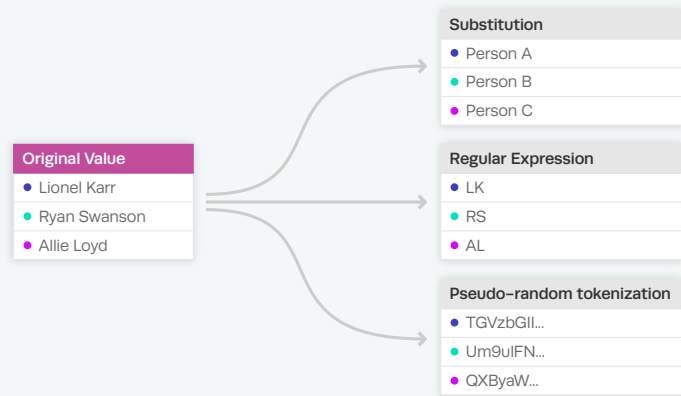 Original Value
Lionel Karr
Ryan Swanson
Allie Loyd
Substitution
Person A
Person B
Person C
Regular Expression
LK
RS
AL
Pseudo-random tokenization
TGVzbGll...
Um9uIFN...
QXByaW...